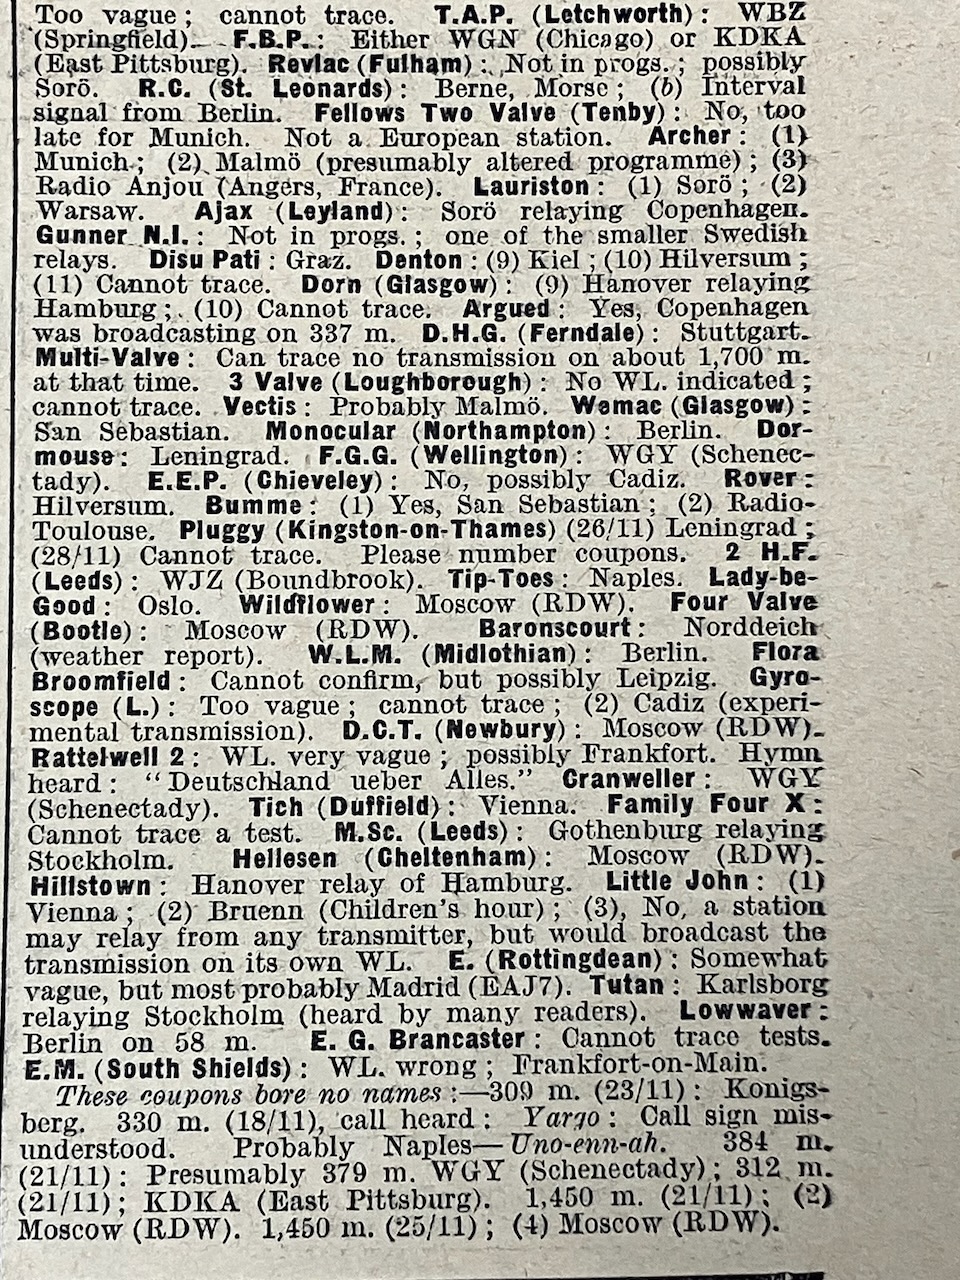 Too vague; cannot trace. T.A.P. (Letchworth): WBZ
(Springfield). F.B.P.: Either WGN (Chicago) or KDKA
(East Pittsburg). Revlac (Fulham): Not in progs.; possibly
Sorö. R.C. (St. Leonards): Berne, Morse; (b) Interval
signal from Berlin. Fellows Two Valve (Tenby): No, too
late for Munich. Not a European station. Archer: (1)
Munich; (2) Malmö (presumably altered programme); (3)
Radio Anjou (Angers, France). Lauriston: (1) Sorö; (2)
Warsaw. Ajax (Leyland): Sorö relaying Copenhagen.
Gunner N.I.: Not in progs.; one of the smaller Swedish
relays. Disu Pati: Graz. Denton: (9) Kiel; (10) Hilversum;
(11) Cannot trace. Dorn (Glasgow): (9) Hanover relaying
Hamburg; (10) Cannot trace. Argued: Yes, Copenhagen
was broadcasting on 337 m. D.H.G. (Ferndale): Stuttgart.
Multi-Valve: Can trace no transmission on about 1,700 m.
at that time. 3 Valve (Loughborough): No WL. indicated;
cannot trace. Vectis: Probably Malmö. Wemac (Glasgow):
San Sebastian. Monocular (Northampton): Berlin. Dor-
mouse: Leningrad. F.G.G. (Wellington): WGY (Schenec-
tady). E.E.P. (Chieveley): No, possibly Cadiz. Rover:
Hilversum. Bumme: (1) Yes, San Sebastian; (2) Radio-
Toulouse. Pluggy (Kingston-on-Thames) (26/11) Leningrad;
(28/11) Cannot trace. Please number coupons. 2 H.F.
(Leeds): WJZ (Boundbrook). Tip-Toes: Naples. Lady-be-
Good: Oslo. Wildflower: Moscow (RDW). Four Valve
(Bootle): Moscow (RDW). Baronscourt: Norddeich
(weather report). W.L.M. (Midlothian): Berlin. Flora
Broomfield: Cannot confirm, but possibly Leipzig. Gyro-
scope (L.): Too vague; cannot trace; (2) Cadiz (experi-
mental transmission). D.C.T. (Newbury): Moscow (RDW).
Rattelwell 2: WL. very vague; possibly Frankfort. Hymn
heard: "Deutschland ueber Alles." Cranweller: WGY
(Schenectady). Tich (Duffield): Vienna. Family Four X:
Cannot trace a test. M.Sc. (Leeds): Gothenburg relaying
Stockholm. Hellesen (Cheltenham): Moscow (RDW).
Hillstown: Hanover relay of Hamburg. Little John: (1)
Vienna; (2) Bruenn (Children's hour); (3), No, a station
may relay from any transmitter, but would broadcast the
transmission on its own WL. E. (Rottingdean): Somewhat
vague, but most probably Madrid (EAJ7). Tutan: Karlsborg
relaying Stockholm (heard by many readers). Lowwaver:
Berlin on 58 m. E. G. Brancaster: Cannot trace tests.
E.M. (South Shields): WL. wrong; Frankfort-on-Main.
These coupons bore no names:—309 m. (23/11): Konigs-
berg. 330 m. (18/11), call heard: Yargo: Call sign mis-
understood. Probably Naples—Uno-enn-ah. 384 m.
(21/11): Presumably 379 m. WGY (Schenectady); 312 m.
(21/11); KDKA (East Pittsburg). 1,450 m. (21/11); (2)
Moscow (RDW). 1,450 m. (25/11); (4) Moscow (RDW).